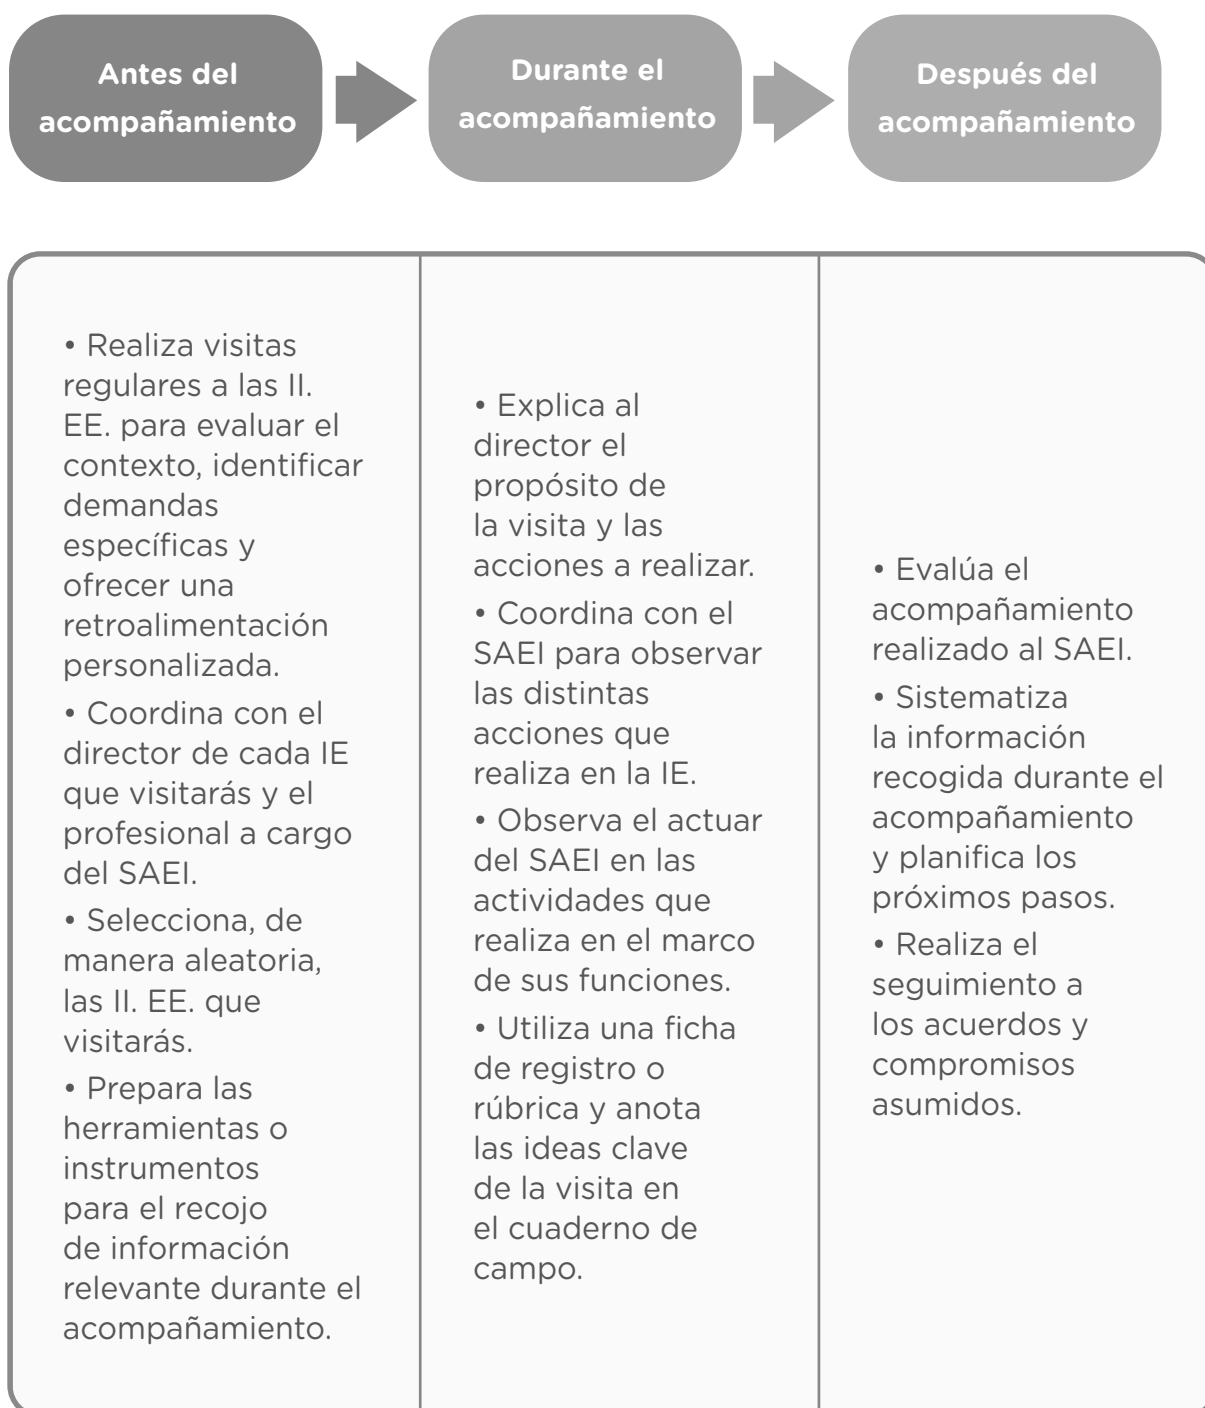 Antes del
acompañamiento
Durante el
acompañamiento
Después del
acompañamiento
• Realiza visitas
regulares a las II.
EE. para evaluar el
contexto, identificar
demandas
específicas y
ofrecer una
retroalimentación
personalizada.
• Coordina con el
director de cada IE
que visitarás y el
profesional a cargo
del SAEI.
• Selecciona, de
manera aleatoria,
las II. EE. que
visitarás.
• Prepara las
herramientas o
instrumentos
para el recojo
de información
relevante durante el
acompañamiento.
• Explica al
director el
propósito de
la visita y las
acciones a realizar.
• Coordina con el
SAEI para observar
las distintas
acciones que
realiza en la IE.
• Observa el actuar
del SAEI en las
actividades que
realiza en el marco
de sus funciones.
• Utiliza una ficha
de registro o
rúbrica y anota
las ideas clave
de la visita en
el cuaderno de
campo.
• Evalúa el
acompañamiento
realizado al SAEI.
• Sistematiza
la información
recogida durante el
acompañamiento
y planifica los
próximos pasos.
• Realiza el
seguimiento a
los acuerdos y
compromisos
asumidos.